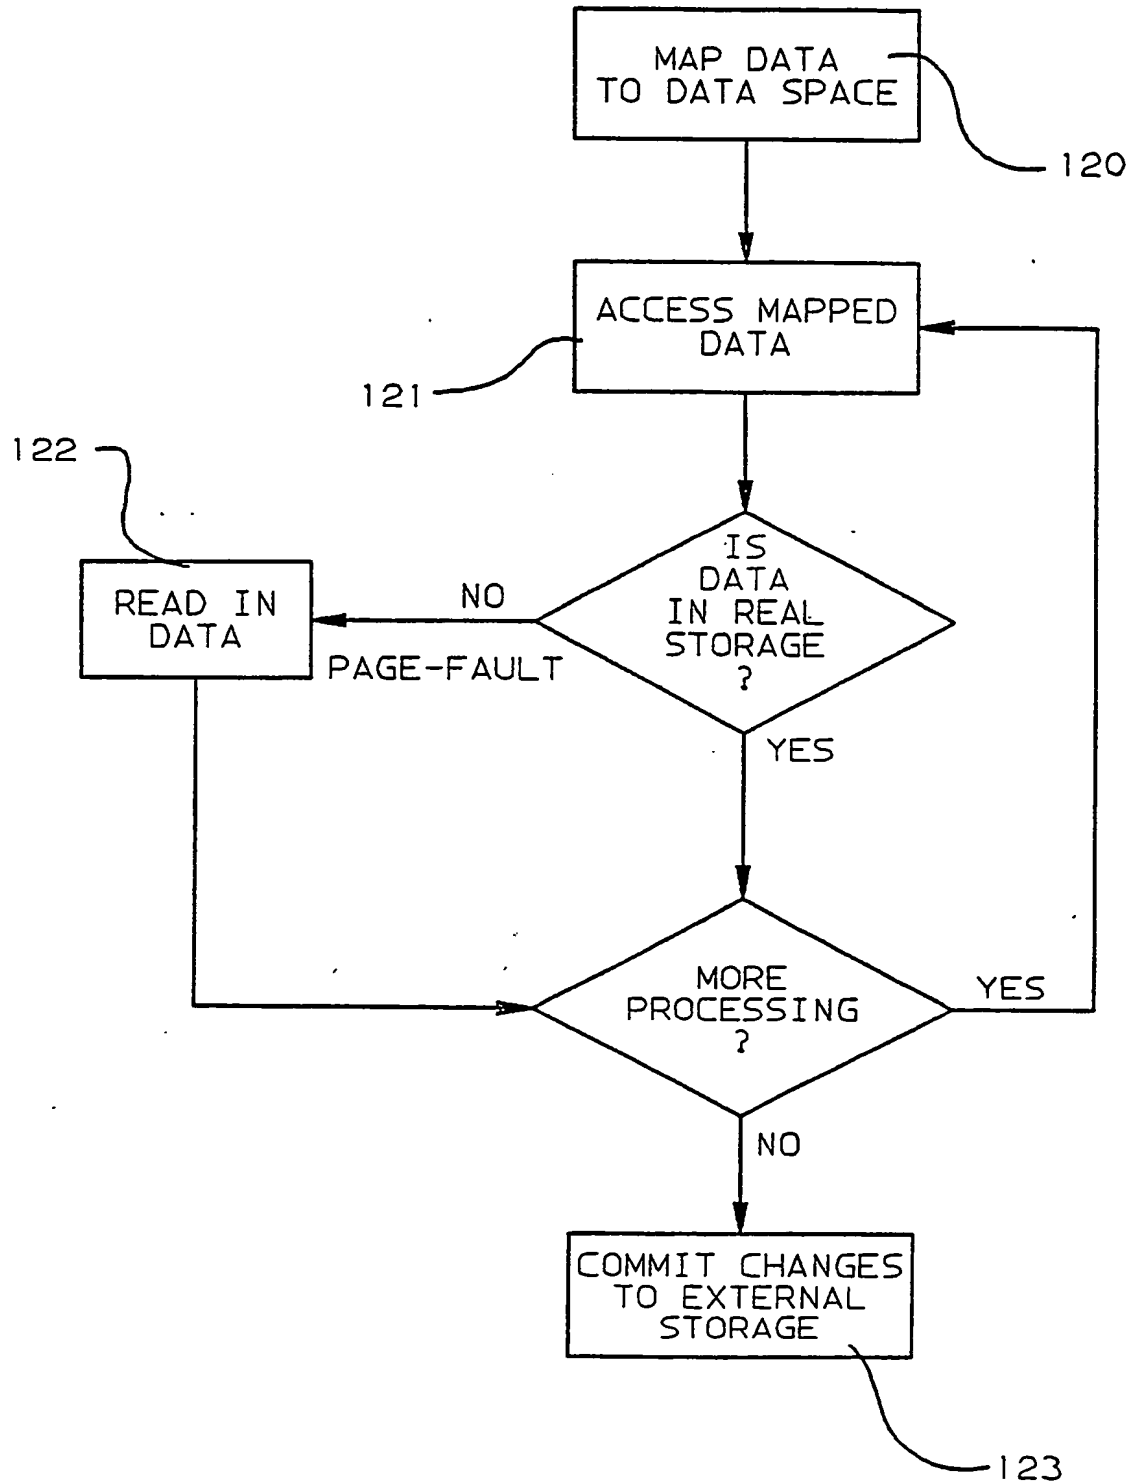 MAP DATA
TO DATA SPACE
120
ACCESS MAPPED
DATA
121
122
IS
DATA
IN REAL
STORAGE
?
NO
READ IN
DATA
PAGE-FAULT
YES
MORE
PROCESSING
?
YES
NO
COMMIT CHANGES
TO EXTERNAL
STORAGE
123